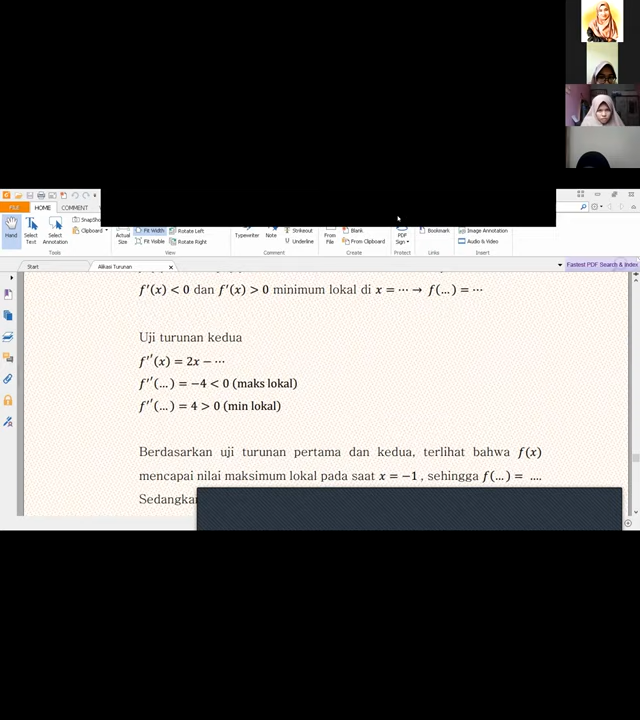 FILE HOME COMMENT
Hand Select Text Select Annotation SnapSh Clipboard
Actual Size Fit Width Fit Visible Rotate Left Rotate Right
Typewriter Note Strikeout Underline
From File Blank From Clipboard
PDF Sign Bookmark Image Annotation Audio & Video
Tools View Comment Create Protect Links Insert
Start Alikasi Turunan Fastest PDF Search & Index
f′(x) < 0 dan f′(x) > 0 minimum lokal di x = ⋯ → f(…) = ⋯
Uji turunan kedua
f′′(x) = 2x − ⋯
f′′(…) = −4 < 0 (maks lokal)
f′′(…) = 4 > 0 (min lokal)
Berdasarkan uji turunan pertama dan kedua, terlihat bahwa f(x)
mencapai nilai maksimum lokal pada saat x = −1 , sehingga f(…) = ....
Sedangkan